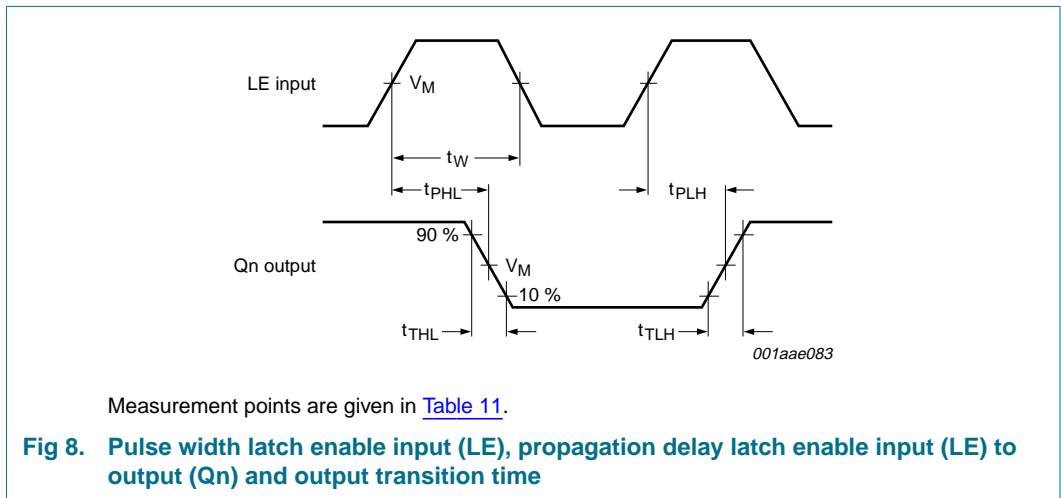 LE input
VM
tW
tPHL
tPLH
90 %
Qn output
VM
10 %
tTHL
tTLH
001aae083
Measurement points are given in Table 11.
Fig 8. Pulse width latch enable input (LE), propagation delay latch enable input (LE) to
output (Qn) and output transition time